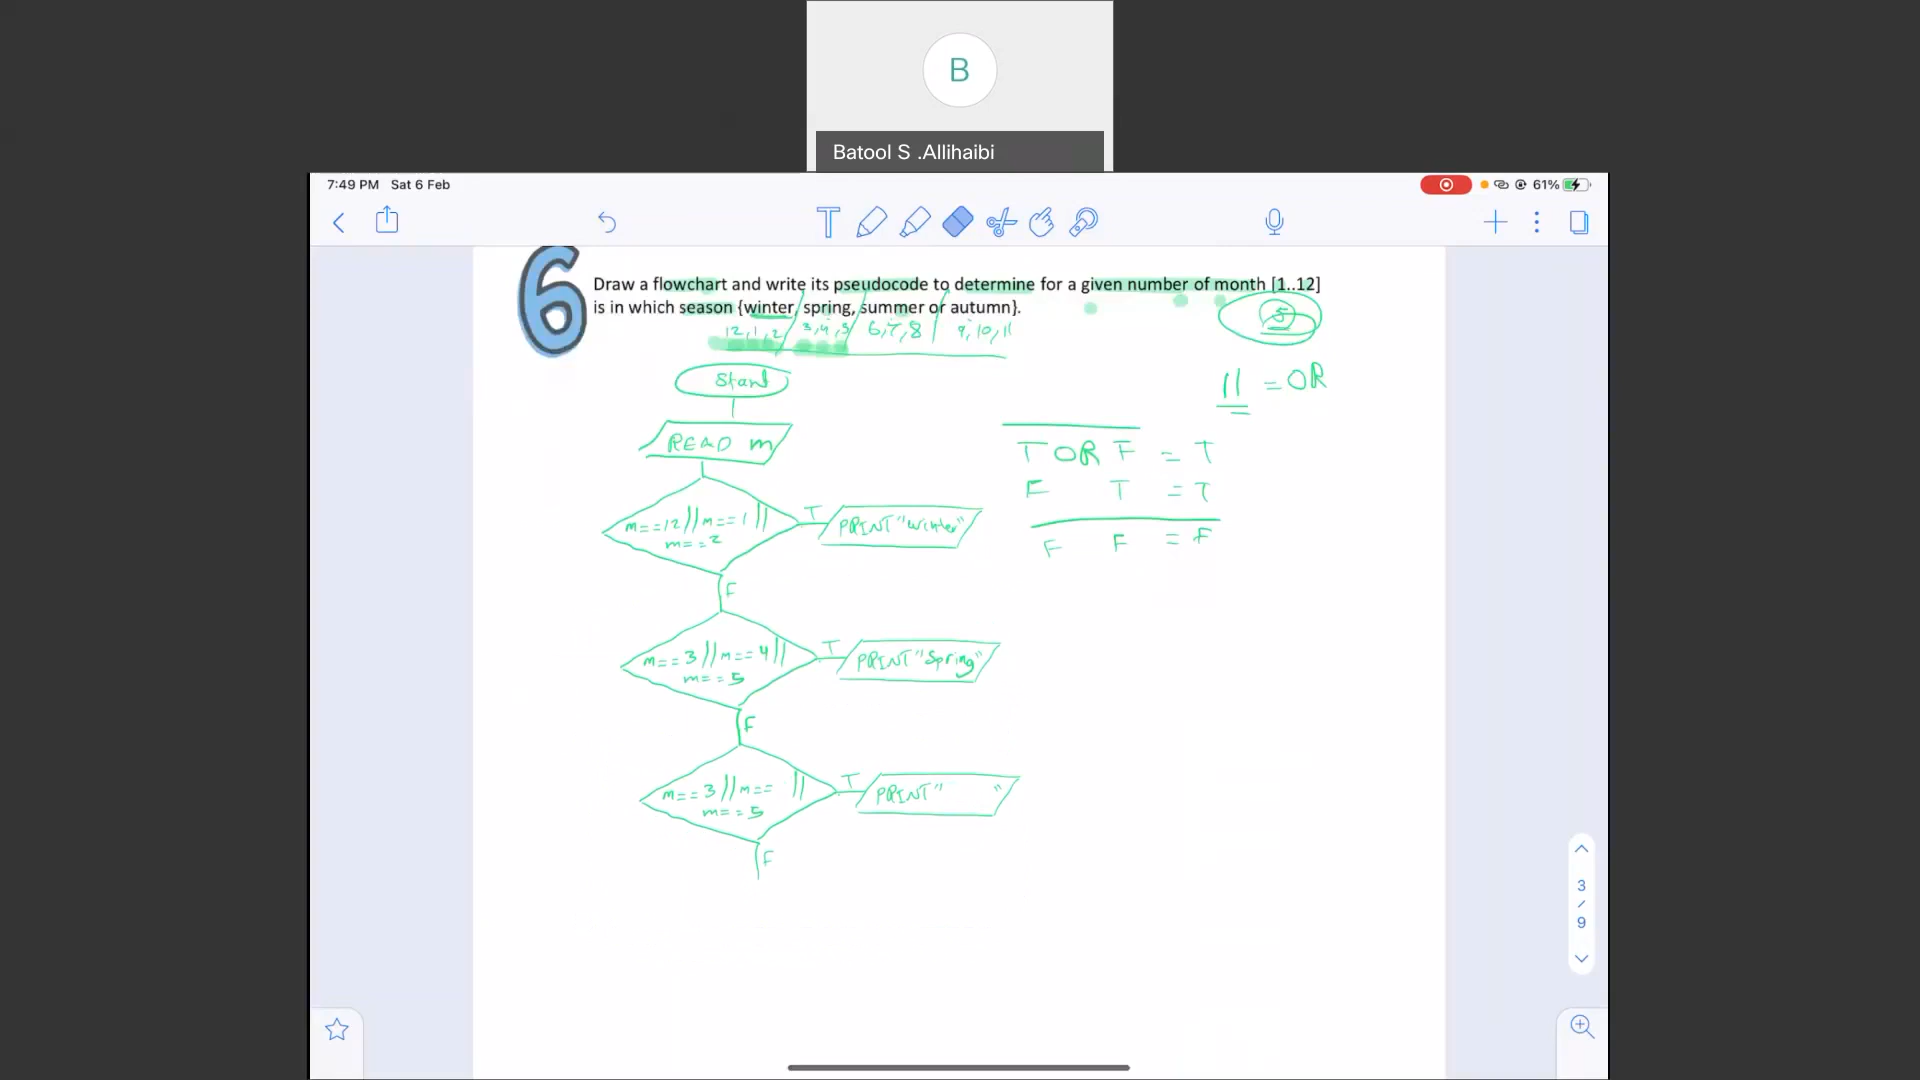 B
Batool S .Allihaibi
7:49 PM Sat 6 Feb
61%
6
Draw a flowchart and write its pseudocode to determine for a given number of month [1..12]
is in which season {winter, spring, summer or autumn}.
12,1,2 / 3,4,5 / 6,7,8 / 9,10,11
5
Start
|| = OR
READ m
T OR F = T
F T = T
F F = F
m==12 || m==1 ||
m==2
T
PRINT "winter"
F
m==3 || m==4 ||
m==5
T
PRINT "Spring"
F
m==3 || m== ||
m==5
T
PRINT " "
F
3
/
9